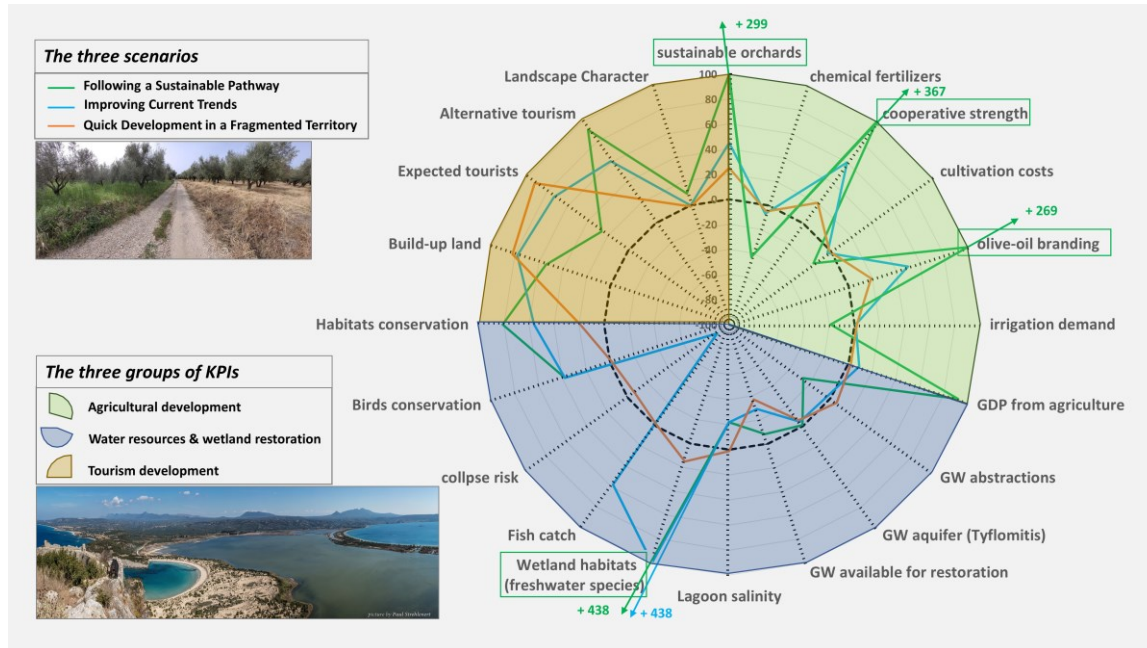 The three scenarios
Following a Sustainable Pathway
Improving Current Trends
Quick Development in a Fragmented Territory
The three groups of KPIs
Agricultural development
Water resources & wetland restoration
Tourism development
picture by Paul Strehlenert
+ 299
sustainable orchards
chemical fertilizers
+ 367
cooperative strength
cultivation costs
+ 269
olive-oil branding
irrigation demand
GDP from agriculture
GW abstractions
GW aquifer (Tyflomitis)
GW available for restoration
Lagoon salinity
Wetland habitats
(freshwater species)
+ 438
+ 438
Fish catch
collpse risk
Birds conservation
Habitats conservation
Build-up land
Expected tourists
Alternative tourism
Landscape Character
100
80
60
40
20
0
-20
-40
-60
-80
-100